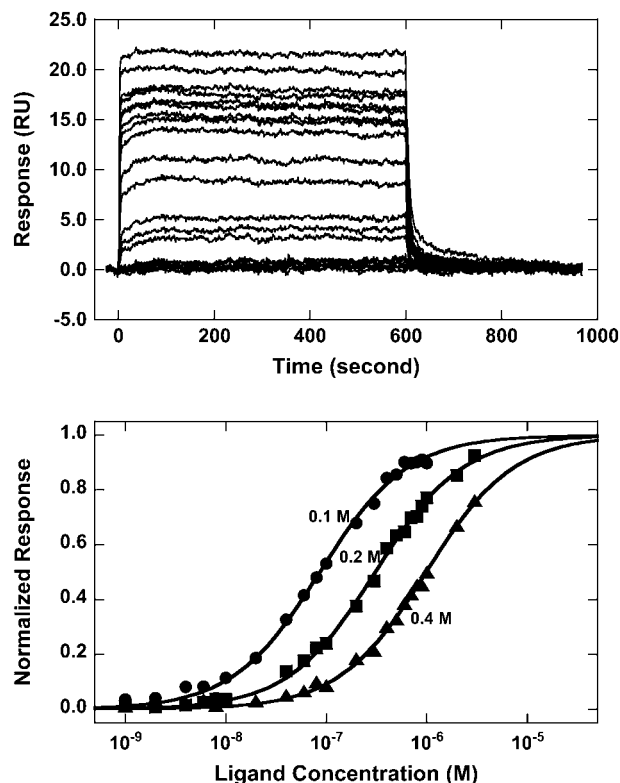 25.0
20.0
15.0
10.0
5.0
0.0
-5.0
Response (RU)
0 200 400 600 800 1000
Time (second)
1.0
0.8
0.6
0.4
0.2
0.0
Normalized Response
0.1 M
0.2 M
0.4 M
10⁻⁹ 10⁻⁸ 10⁻⁷ 10⁻⁶ 10⁻⁵
Ligand Concentration (M)